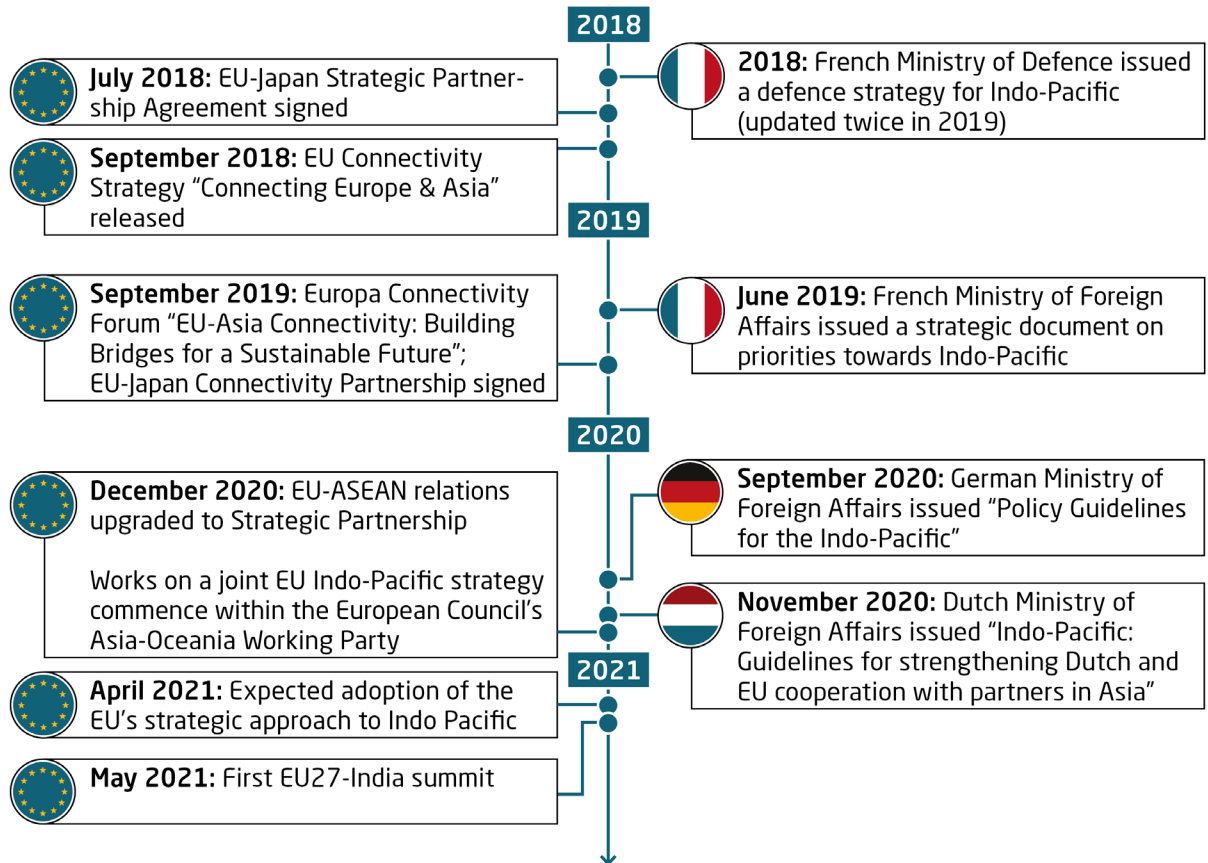 2018
July 2018: EU-Japan Strategic Partner-
ship Agreement signed
2018: French Ministry of Defence issued
a defence strategy for Indo-Pacific
(updated twice in 2019)
September 2018: EU Connectivity
Strategy “Connecting Europe & Asia”
released
2019
September 2019: Europa Connectivity
Forum “EU-Asia Connectivity: Building
Bridges for a Sustainable Future”;
EU-Japan Connectivity Partnership signed
June 2019: French Ministry of Foreign
Affairs issued a strategic document on
priorities towards Indo-Pacific
2020
December 2020: EU-ASEAN relations
upgraded to Strategic Partnership
Works on a joint EU Indo-Pacific strategy
commence within the European Council’s
Asia-Oceania Working Party
September 2020: German Ministry of
Foreign Affairs issued “Policy Guidelines
for the Indo-Pacific”
November 2020: Dutch Ministry of
Foreign Affairs issued “Indo-Pacific:
Guidelines for strengthening Dutch and
EU cooperation with partners in Asia”
2021
April 2021: Expected adoption of the
EU’s strategic approach to Indo Pacific
May 2021: First EU27-India summit